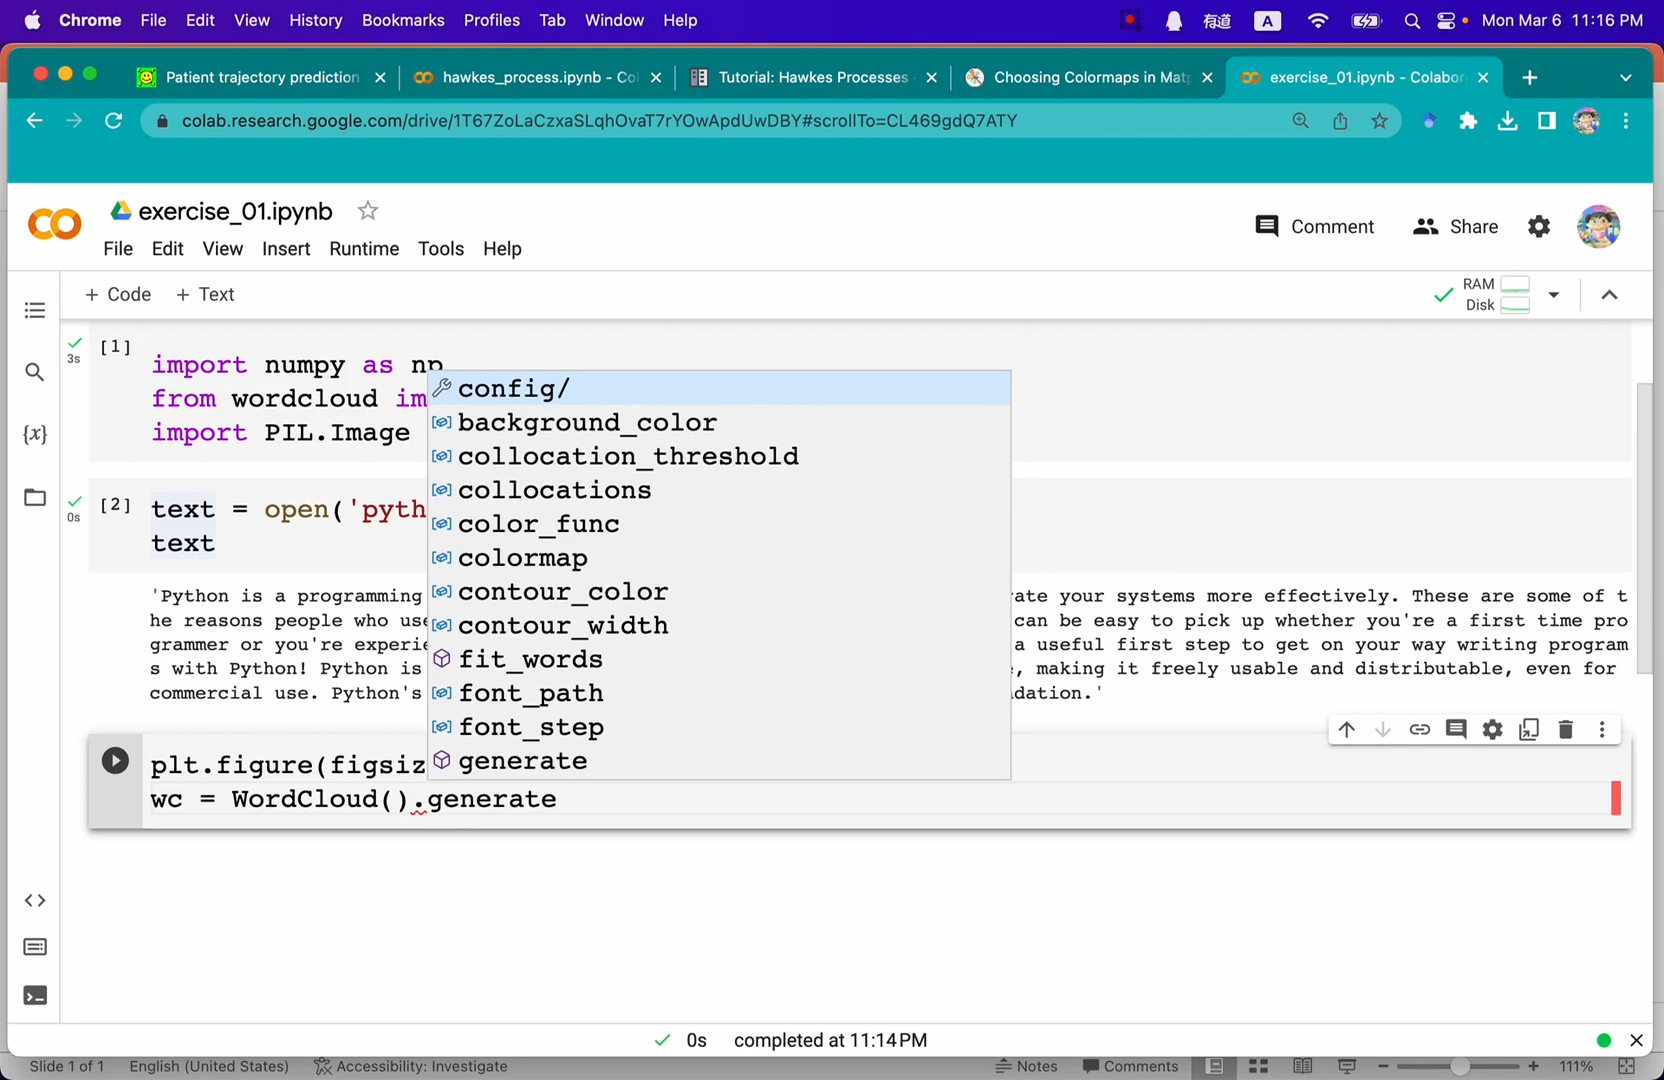 Chrome File Edit View History Bookmarks Profiles Tab Window Help 有道 A Mon Mar 6 11:16 PM
Patient trajectory prediction hawkes_process.ipynb - Co Tutorial: Hawkes Processes Choosing Colormaps in Mat exercise_01.ipynb - Colabor
colab.research.google.com/drive/1T67ZoLaCzxaSLqhOvaT7rYOwApdUwDBY#scrollTo=CL469gdQ7ATY
exercise_01.ipynb
Comment Share
File Edit View Insert Runtime Tools Help
+ Code + Text
RAM
Disk
[1]
3s
import numpy as np
from wordcloud im
import PIL.Image
config/
background_color
collocation_threshold
collocations
color_func
colormap
contour_color
contour_width
fit_words
font_path
font_step
generate
{x}
[2]
0s
text = open('pyth
text
'Python is a programming ate your systems more effectively. These are some of t
he reasons people who use can be easy to pick up whether you're a first time pro
grammer or you're experie a useful first step to get on your way writing program
s with Python! Python is , making it freely usable and distributable, even for
commercial use. Python's dation.'
plt.figure(figsiz
wc = WordCloud().generate
0s completed at 11:14 PM
Slide 1 of 1 English (United States) Accessibility: Investigate Notes Comments 111%